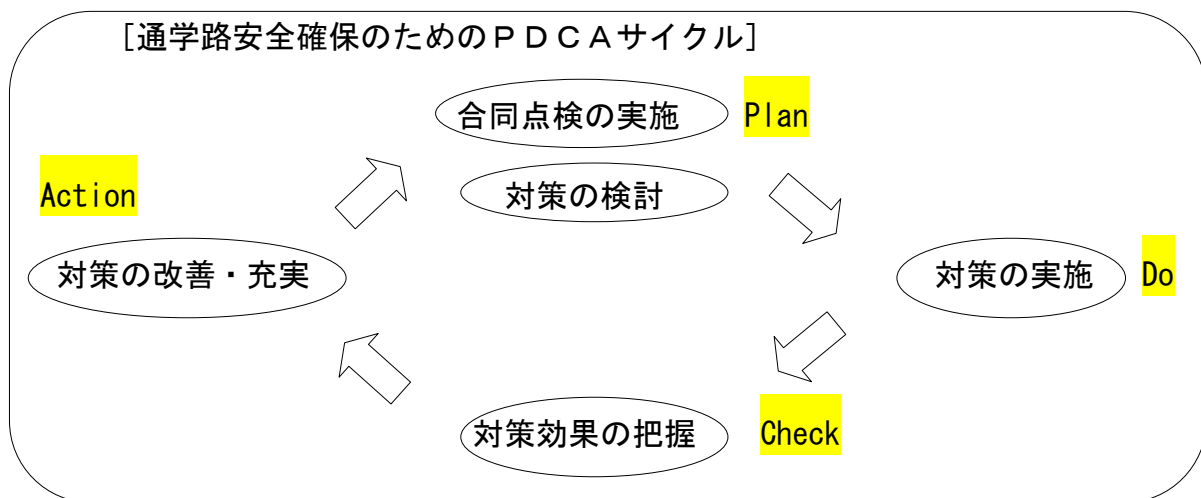 ［通学路安全確保のためのＰＤＣＡサイクル］
合同点検の実施
Plan
対策の検討
Action
対策の改善・充実
対策の実施
Do
対策効果の把握
Check